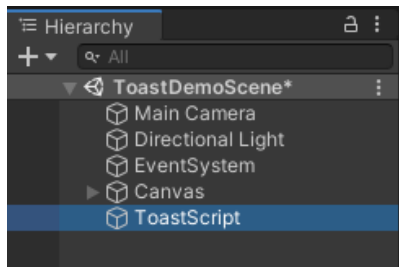 Hierarchy
All
ToastDemoScene*
Main Camera
Directional Light
EventSystem
Canvas
ToastScript